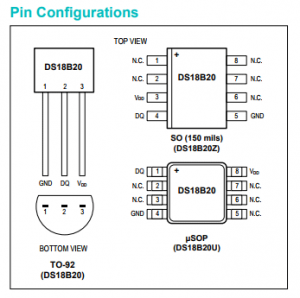 Pin Configurations
TOP VIEW
DS18B20
1 2 3
GND DQ VDD
1 2 3
BOTTOM VIEW
TO-92
(DS18B20)
N.C. 1 + 8 N.C.
N.C. 2 DS18B20 7 N.C.
VDD 3 6 N.C.
DQ 4 5 GND
SO (150 mils)
(DS18B20Z)
DQ 1 + 8 VDD
N.C. 2 DS18B20 7 N.C.
N.C. 3 6 N.C.
GND 4 5 N.C.
µSOP
(DS18B20U)